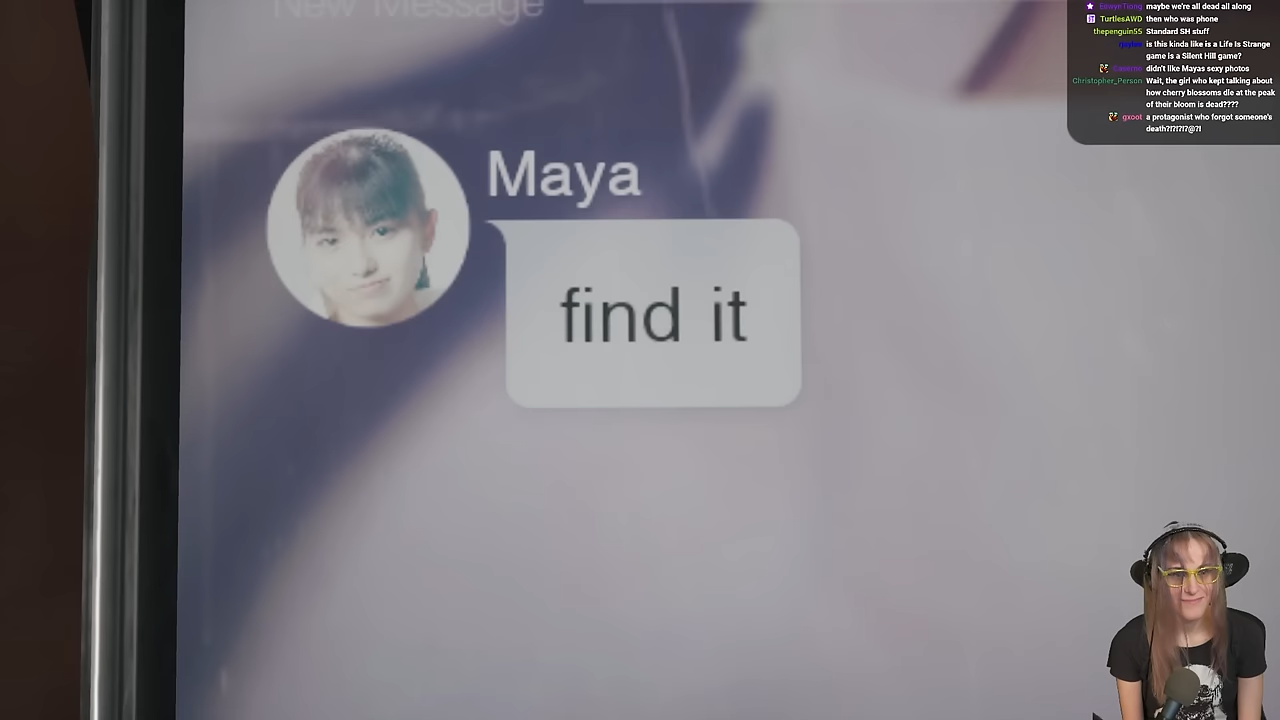 New Message
Maya
find it
EowynTiong maybe we're all dead all along
TurtlesAWD then who was phone
thepenguin55 Standard SH stuff
is this kinda like is a Life Is Strange
game is a Silent Hill game?
didn't like Mayas sexy photos
Christopher_Person Wait, the girl who kept talking about
how cherry blossoms die at the peak
of their bloom is dead????
gxoot a protagonist who forgot someone's
death?!?!?!?@?!